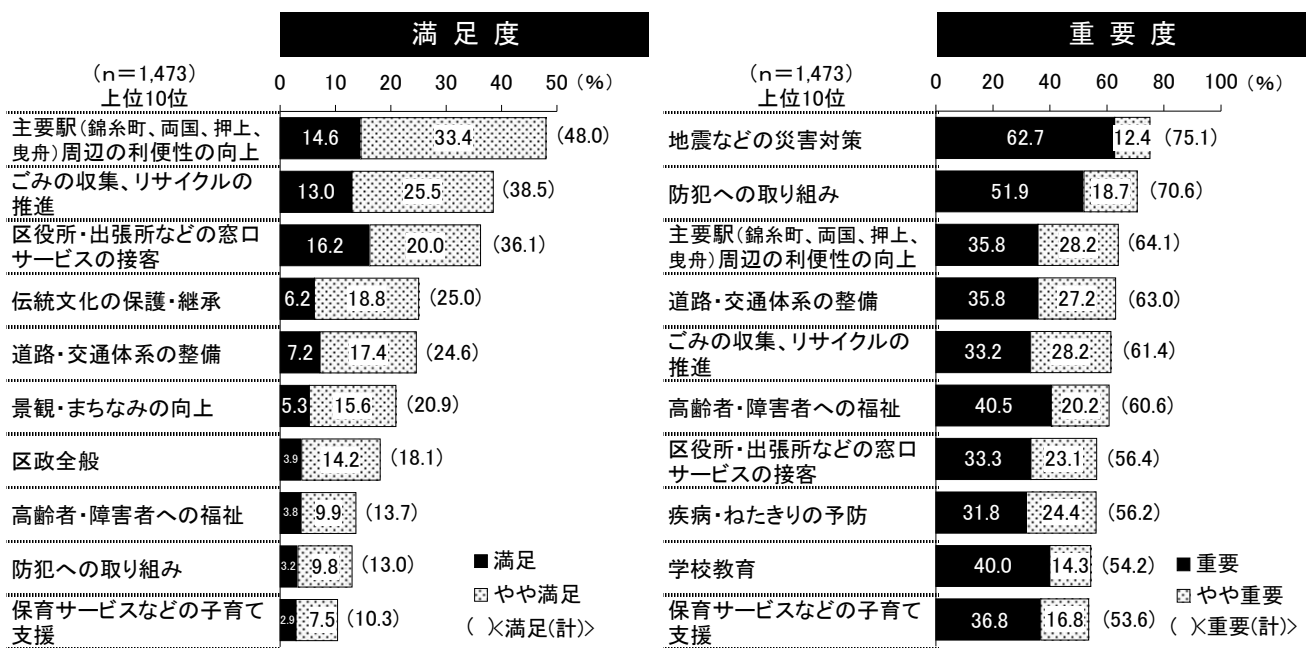 満足度
(n=1,473)
上位10位
0 10 20 30 40 50 (%)
主要駅(錦糸町、両国、押上、
曳舟)周辺の利便性の向上
14.6 33.4 (48.0)
ごみの収集、リサイクルの
推進
13.0 25.5 (38.5)
区役所・出張所などの窓口
サービスの接客
16.2 20.0 (36.1)
伝統文化の保護・継承
6.2 18.8 (25.0)
道路・交通体系の整備
7.2 17.4 (24.6)
景観・まちなみの向上
5.3 15.6 (20.9)
区政全般
3.9 14.2 (18.1)
高齢者・障害者への福祉
3.8 9.9 (13.7)
防犯への取り組み
3.2 9.8 (13.0)
保育サービスなどの子育て
支援
2.9 7.5 (10.3)
満足
やや満足
( )<満足(計)>
重要度
(n=1,473)
上位10位
0 20 40 60 80 100 (%)
地震などの災害対策
62.7 12.4 (75.1)
防犯への取り組み
51.9 18.7 (70.6)
主要駅(錦糸町、両国、押上、
曳舟)周辺の利便性の向上
35.8 28.2 (64.1)
道路・交通体系の整備
35.8 27.2 (63.0)
ごみの収集、リサイクルの
推進
33.2 28.2 (61.4)
高齢者・障害者への福祉
40.5 20.2 (60.6)
区役所・出張所などの窓口
サービスの接客
33.3 23.1 (56.4)
疾病・ねたきりの予防
31.8 24.4 (56.2)
学校教育
40.0 14.3 (54.2)
保育サービスなどの子育て
支援
36.8 16.8 (53.6)
重要
やや重要
( )<重要(計)>